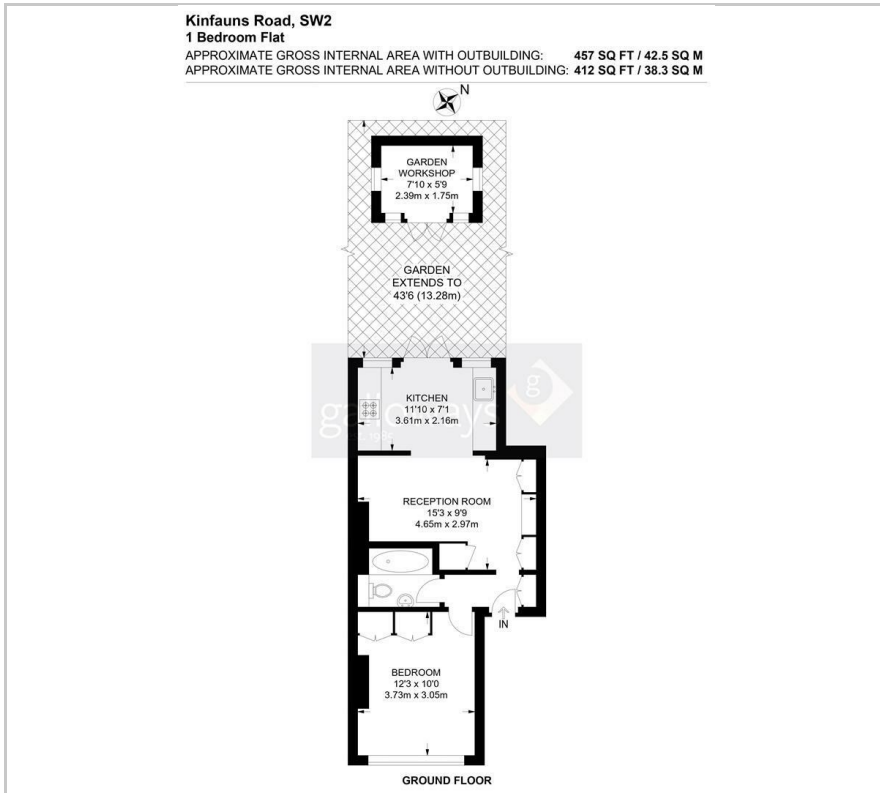 Kinfauns Road, SW2
1 Bedroom Flat
APPROXIMATE GROSS INTERNAL AREA WITH OUTBUILDING: 457 SQ FT / 42.5 SQ M
APPROXIMATE GROSS INTERNAL AREA WITHOUT OUTBUILDING: 412 SQ FT / 38.3 SQ M
N
GARDEN
WORKSHOP
7'10 x 5'9
2.39m x 1.75m
GARDEN
EXTENDS TO
43'6 (13.28m)
KITCHEN
11'10 x 7'1
3.61m x 2.16m
g
galloways
RECEPTION ROOM
15'3 x 9'9
4.65m x 2.97m
IN
BEDROOM
12'3 x 10'0
3.73m x 3.05m
GROUND FLOOR